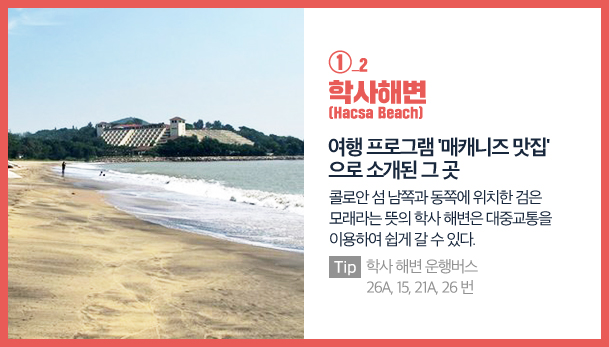 ①_2
학사해변
(Hacsa Beach)
여행 프로그램 '매캐니즈 맛집'
으로 소개된 그 곳
콜로안 섬 남쪽과 동쪽에 위치한 검은
모래라는 뜻의 학사 해변은 대중교통을
이용하여 쉽게 갈 수 있다.
Tip 학사 해변 운행버스
26A, 15, 21A, 26 번